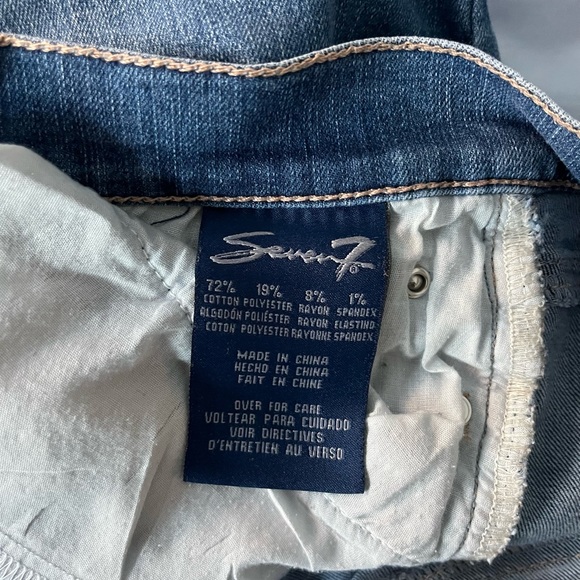 Seven7
72% 19% 8% 1%
COTTON POLYESTER RAYON SPANDEX
ALGODÓN POLIÉSTER RAYON ELASTINO
COTON POLYESTER RAYONNE SPANDEX
MADE IN CHINA
HECHO EN CHINA
FAIT EN CHINE
OVER FOR CARE
VOLTEAR PARA CUIDADO
VOIR DIRECTIVES
D'ENTRETIEN AU VERSO